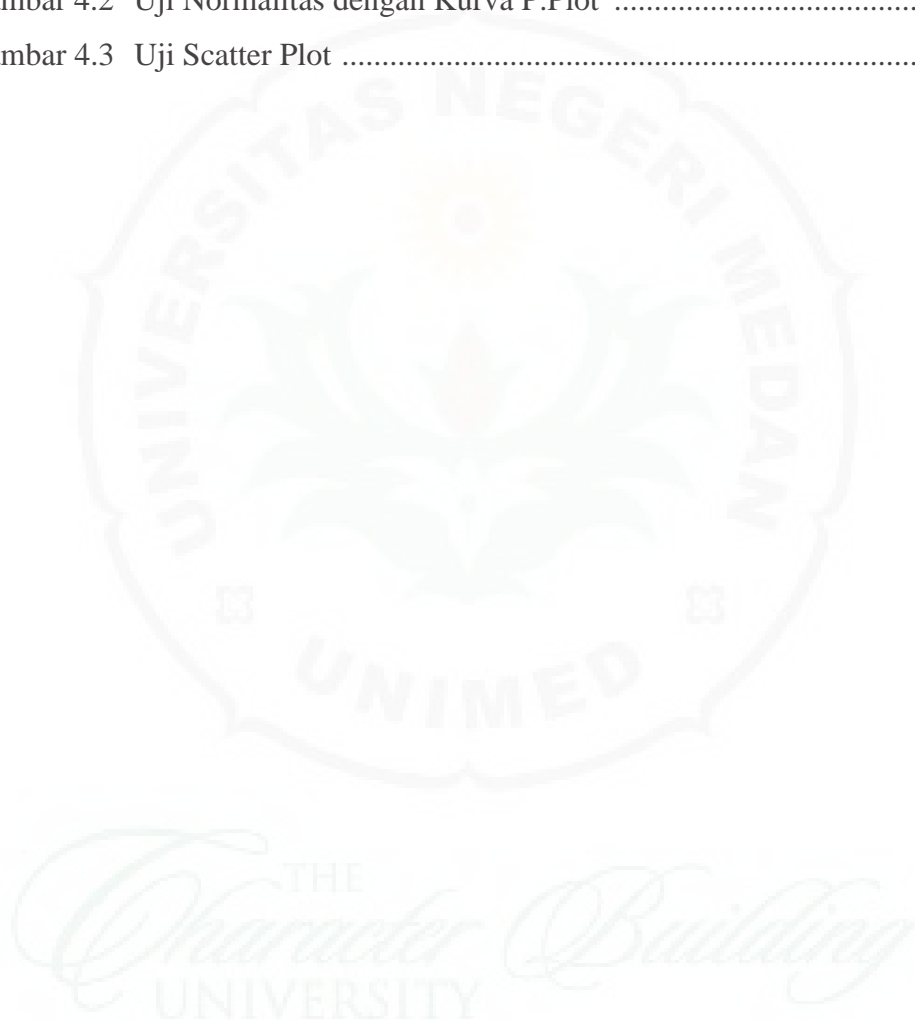 mbar 4.2 Uji Normalitas dengan Kurva P.Plot ......................................
mbar 4.3 Uji Scatter Plot ........................................................................
UNIVERSITAS NEGERI MEDAN
UNIMED
THE
Character Building
UNIVERSITY